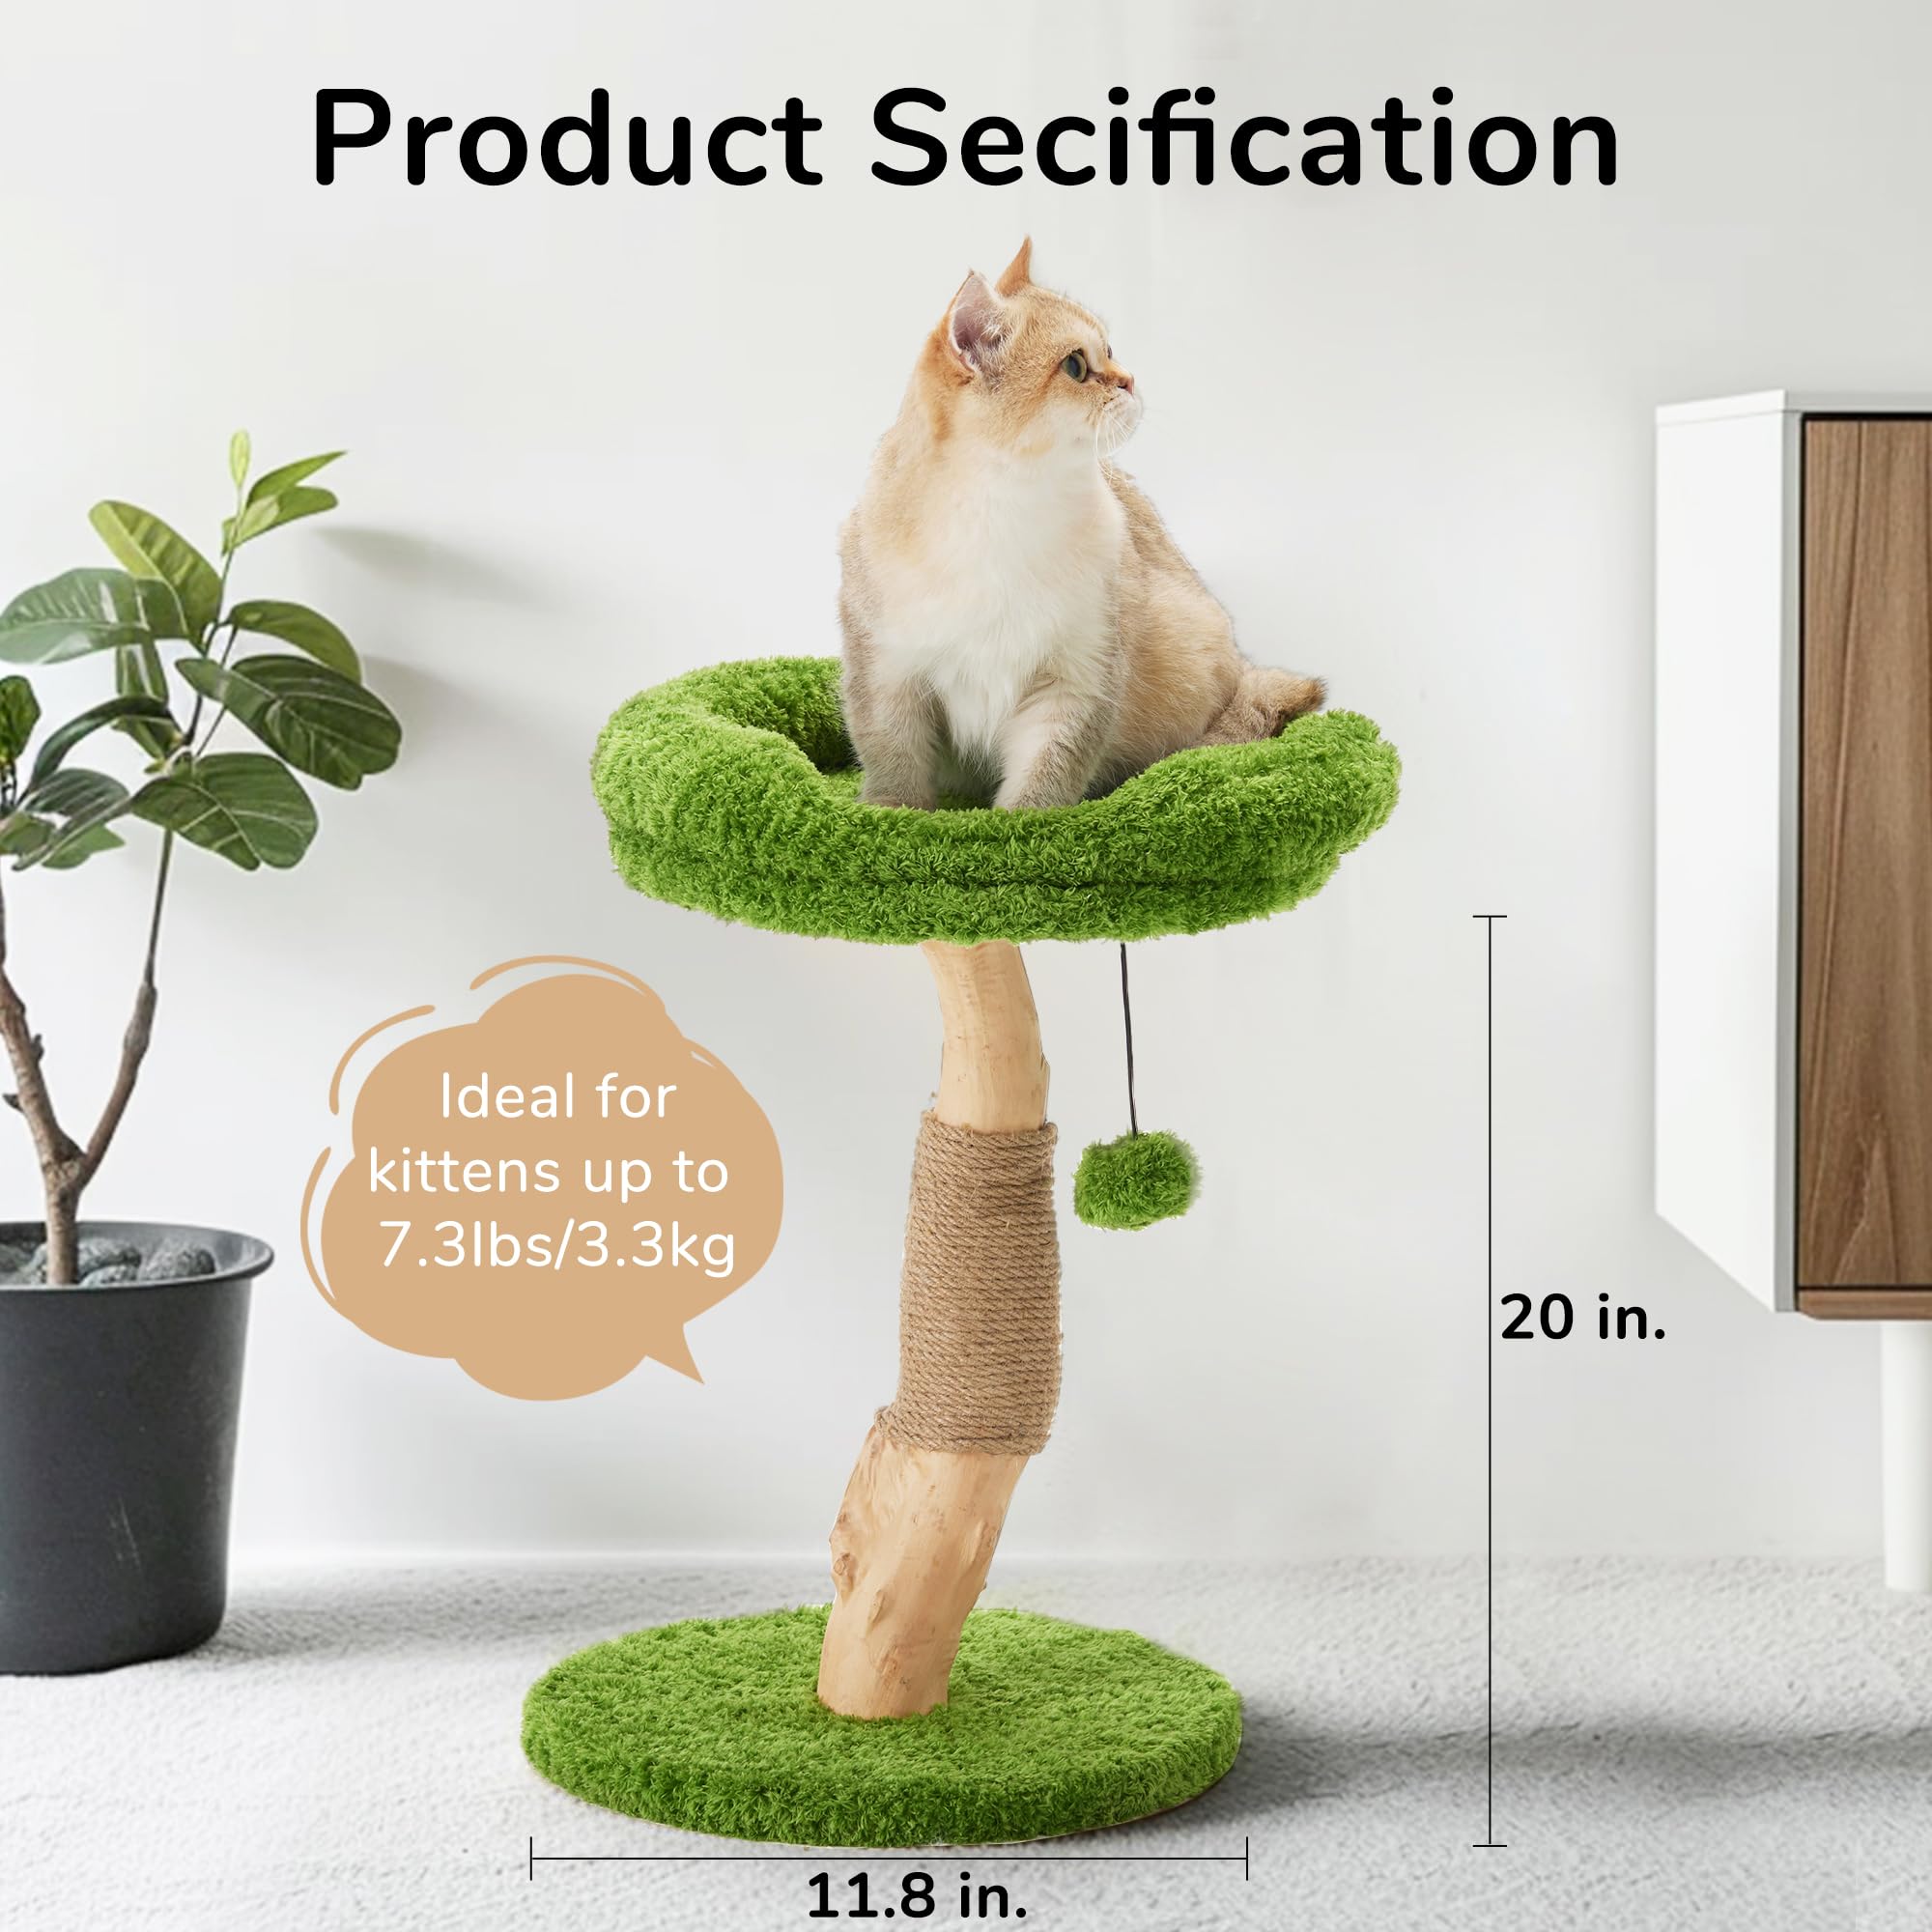 Product Secification
Ideal for
kittens up to
7.3lbs/3.3kg
20 in.
11.8 in.